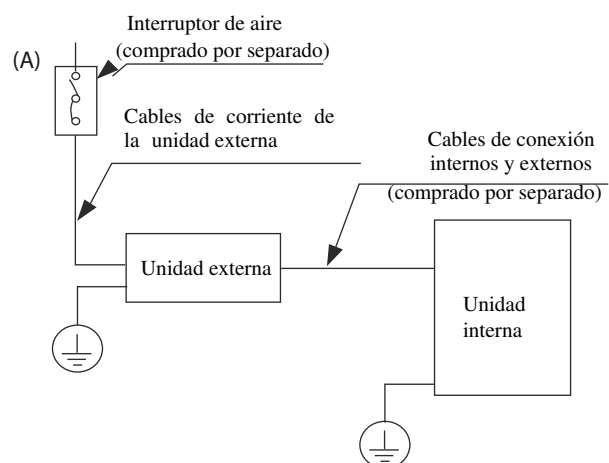 Interruptor de aire
(comprado por separado)
(A)
Cables de corriente de
la unidad externa
Cables de conexión
internos y externos
(comprado por separado)
Unidad externa
Unidad
interna